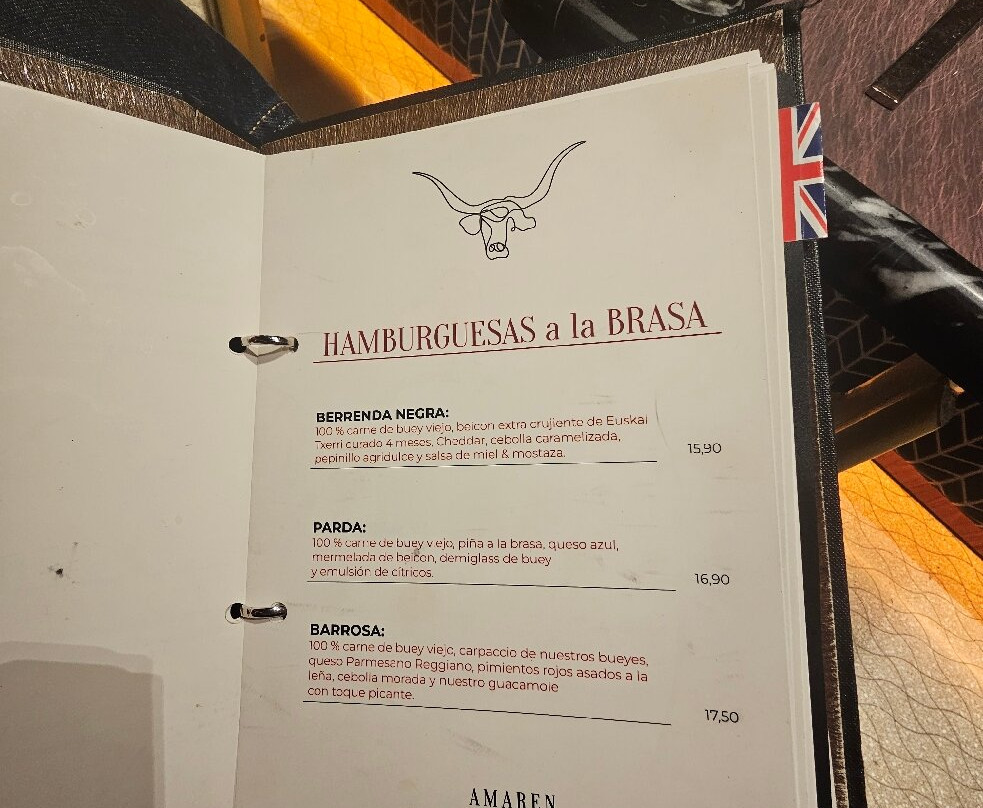 HAMBURGUESAS a la BRASA
BERRENDA NEGRA:
100 % carne de buey viejo, beicon extra crujiente de Euskal
Txerri curado 4 meses. Cheddar, cebolla caramelizada,
pepinillo agridulce y salsa de miel & mostaza.
15,90
PARDA:
100 % carne de buey viejo, piña a la brasa, queso azul,
mermelada de beicon, demiglass de buey
y emulsión de cítricos.
16,90
BARROSA:
100 % carne de buey viejo, carpaccio de nuestros bueyes,
queso Parmesano Reggiano, pimientos rojos asados a la
leña, cebolla morada y nuestro guacamole
con toque picante.
17,50
AMAREN